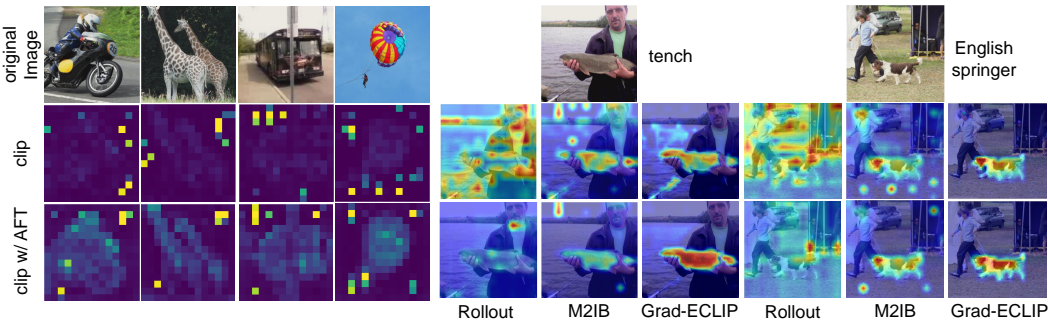 original
Image
tench
English
springer
clip
clip w/ AFT
Rollout
M2IB
Grad-ECLIP
Rollout
M2IB
Grad-ECLIP